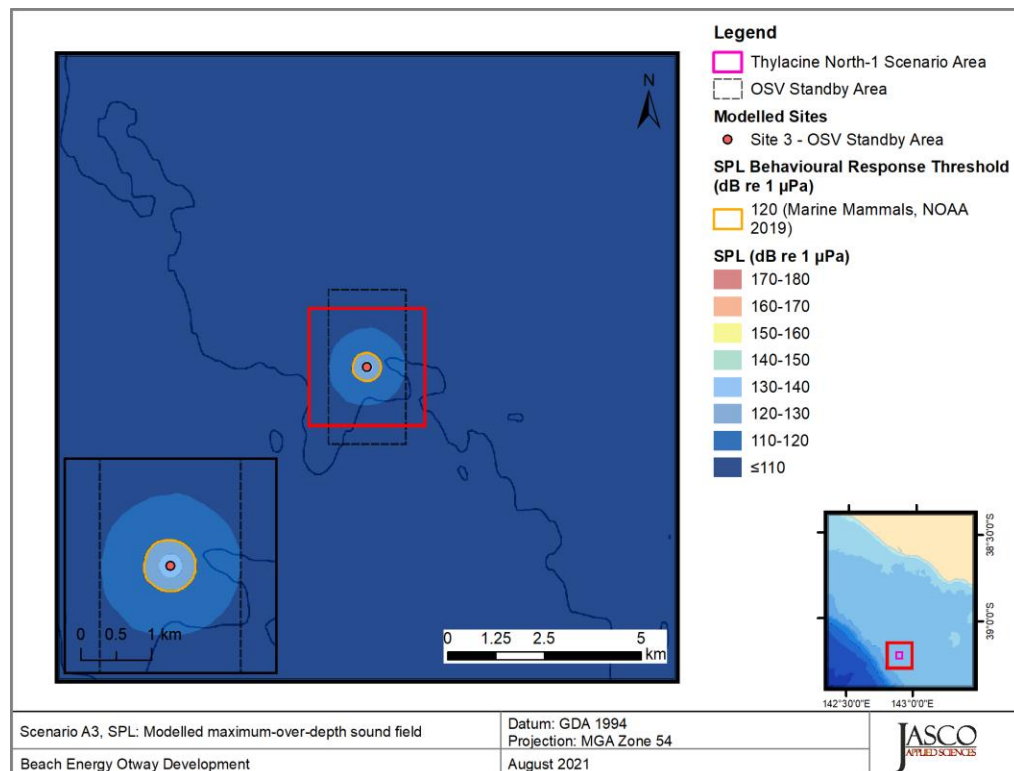 N
0 0.5 1 km
0 1.25 2.5 5
km
Legend
Thylacine North-1 Scenario Area
OSV Standby Area
Modelled Sites
Site 3 - OSV Standby Area
SPL Behavioural Response Threshold
(dB re 1 µPa)
120 (Marine Mammals, NOAA
2019)
SPL (dB re 1 µPa)
170-180
160-170
150-160
140-150
130-140
120-130
110-120
≤110
38°30'0"S
39°0'0"S
142°30'0"E
143°0'0"E
Scenario A3, SPL: Modelled maximum-over-depth sound field
Datum: GDA 1994
Projection: MGA Zone 54
Beach Energy Otway Development
August 2021
JASCO
APPLIED SCIENCES